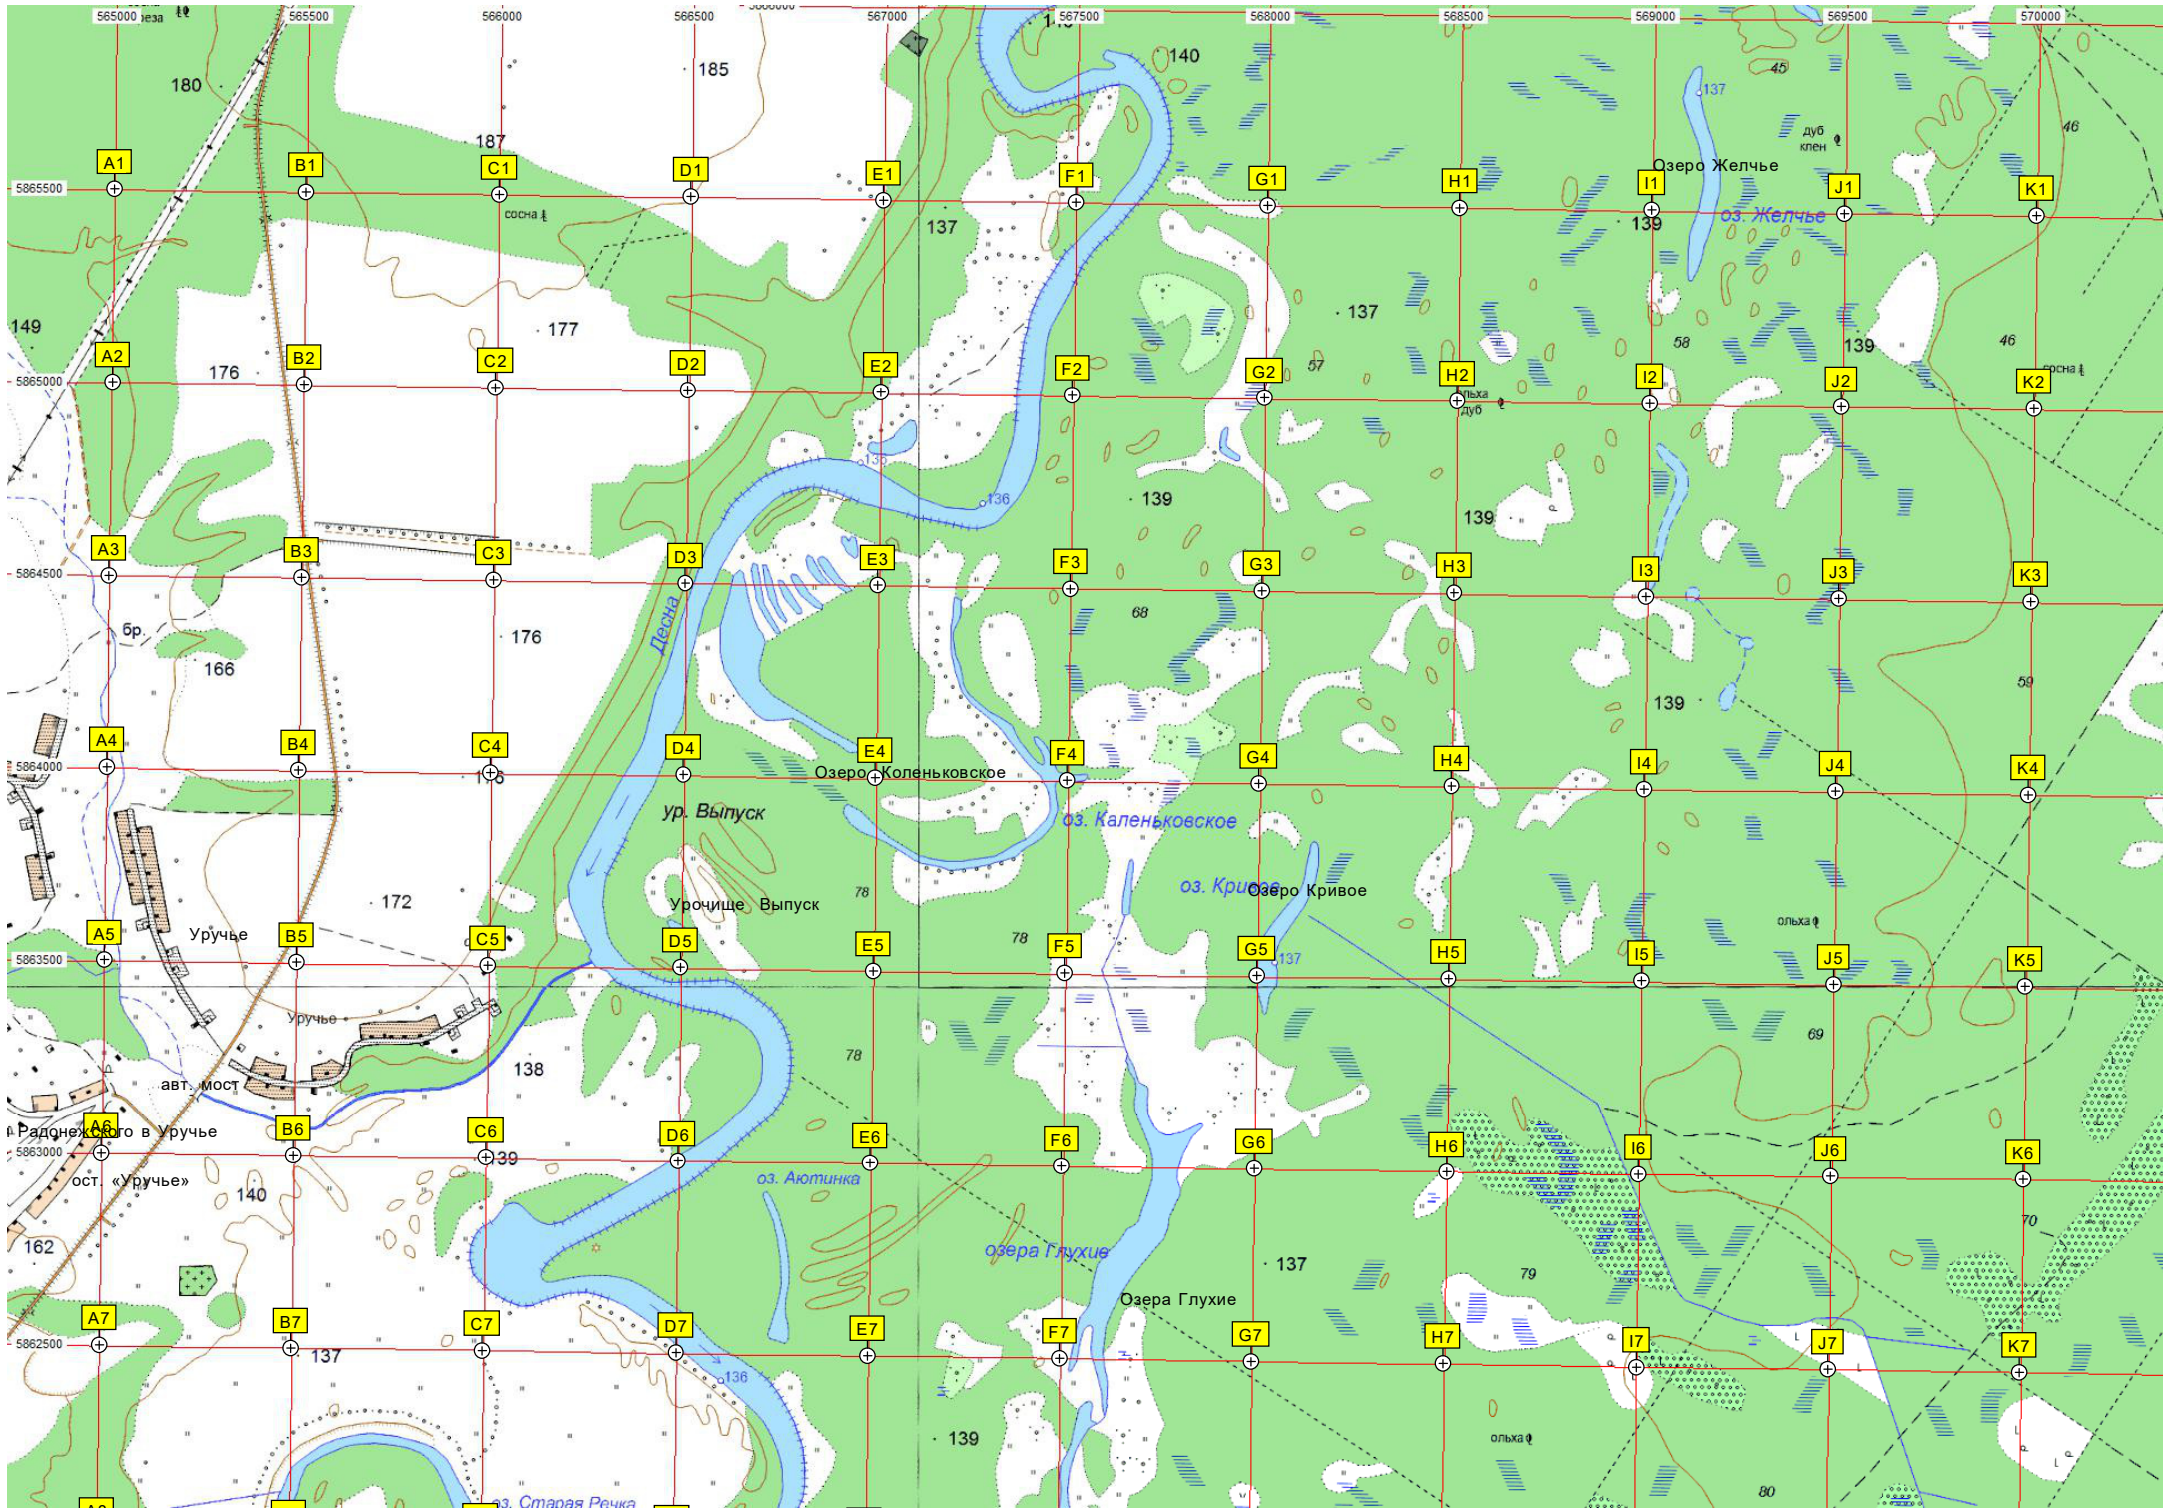 565000 565500 566000 566500 567000 567500 568000 568500 569000 569500 570000
180 185 140 45
137
187 дуб
клен 46
A1 B1 C1 D1 E1 F1 G1 H1 I1 Озеро Желчье J1 K1
5865500
сосна 137 139 оз. Желчье
149 177 137
58 139 46
A2 B2 C2 D2 E2 F2 G2 H2 I2 J2 K2
176 57 сосна
5865000
дуб
136
139 139
A3 B3 C3 D3 E3 F3 G3 H3 I3 J3 K3
5864500
68
бр. 176 Десна
166 59
139
A4 B4 C4 D4 E4 F4 G4 H4 I4 J4 K4
5864000 Озеро Коленьковское
ур. Выпуск оз. Каленьковское
78 оз. Кривое Озеро Кривое
172 Урочище Выпуск
ольха
Уручье 78
A5 B5 C5 D5 E5 F5 G5 H5 I5 J5 K5
5863500 137
Уручье 69
78
138
авт. мост
A6 B6 C6 D6 E6 F6 G6 H6 I6 J6 K6
Радонежского в Уручье
5863000 139
ост. «Уручье» оз. Аютинка
140
162 озера Глухие 137 70
79
Озера Глухие
A7 B7 C7 D7 E7 F7 G7 H7 I7 J7 K7
5862500
137 136
139 ольха
80
оз. Старая Речка